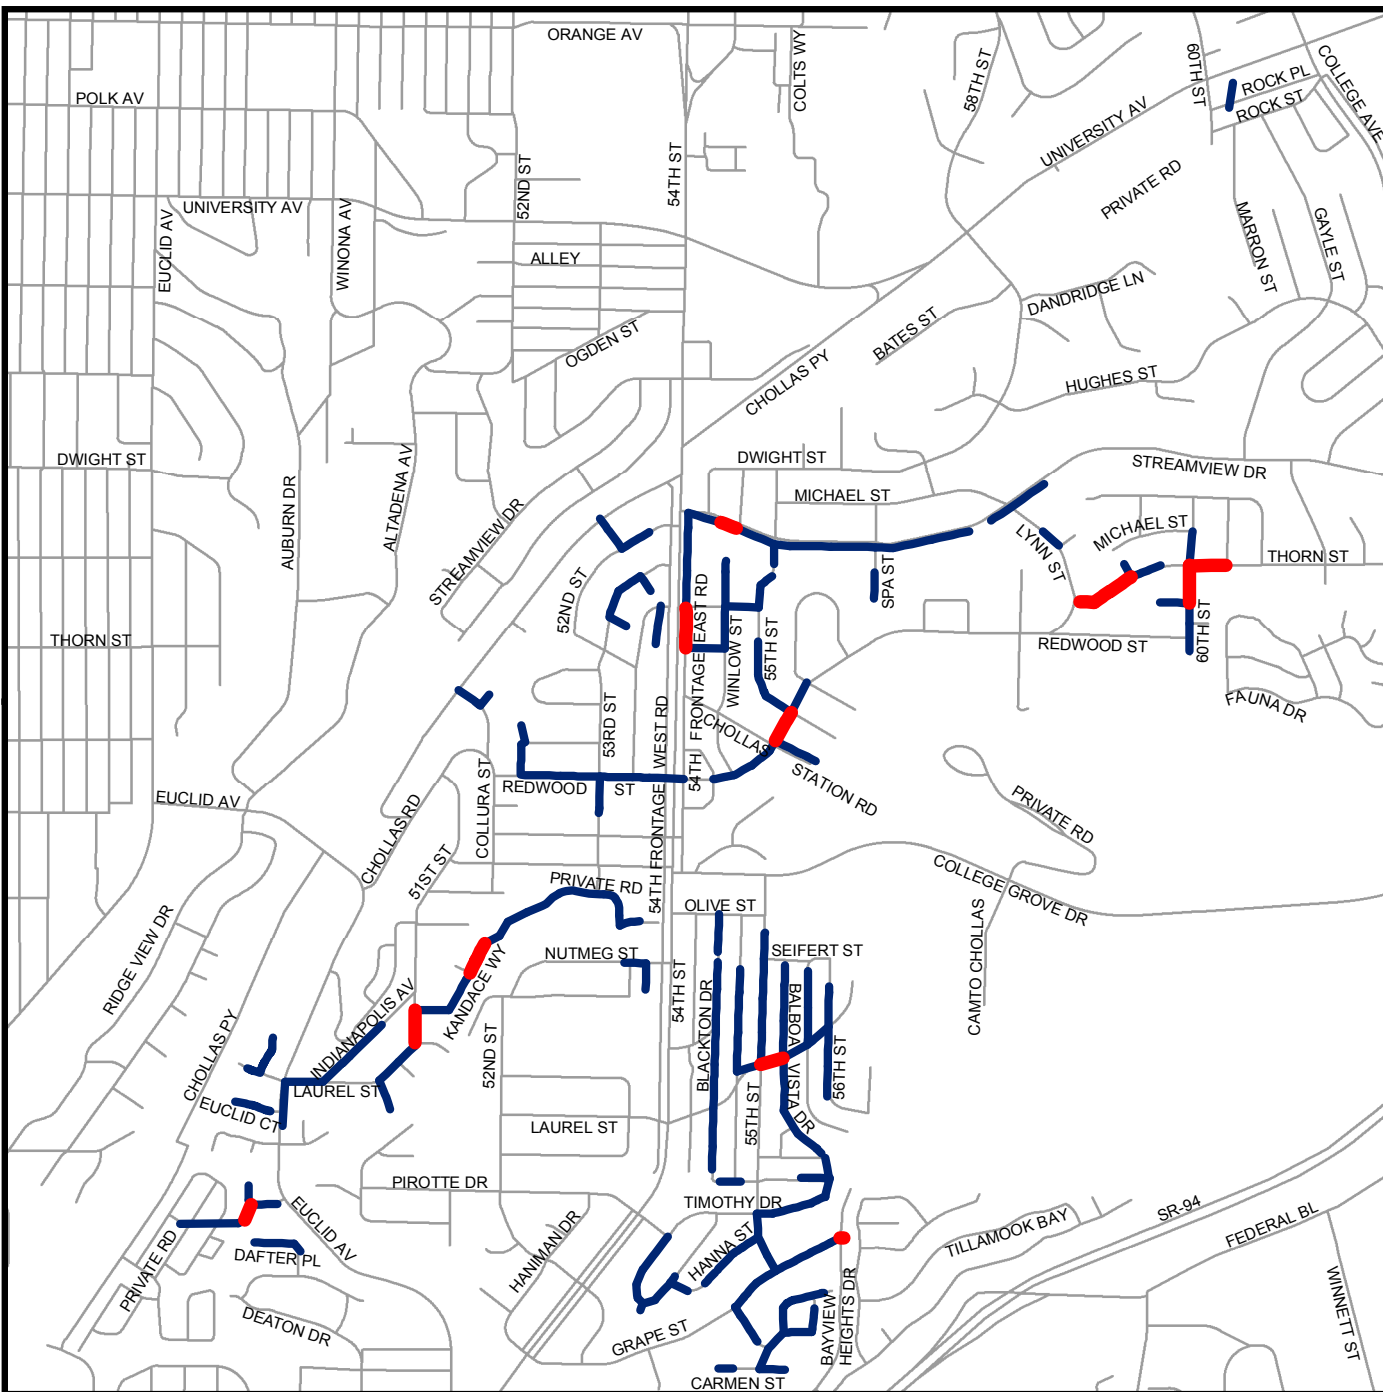 ORANGE AV
COLTS WY
58TH ST
60TH ST
COLLEGE AVE
ROCK PL
ROCK ST
POLK AV
UNIVERSITY AV
54TH ST
52ND ST
PRIVATE RD
UNIVERSITY AV
EUCLID AV
WINONA AV
MARRON ST
GAYLE ST
ALLEY
DANDRIDGE LN
OGDEN ST
BATES ST
CHOLLAS PY
HUGHES ST
DWIGHT ST
DWIGHT ST
STREAMVIEW DR
AUBURN DR
ALTADENA AV
MICHAEL ST
STREAMVIEW DR
LYNN ST
MICHAEL ST
THORN ST
52ND ST
SPA ST
THORN ST
54TH FRONTAGE EAST RD
WINLOW ST
55TH ST
REDWOOD ST
60TH ST
FAUNA DR
53RD ST
54TH FRONTAGE WEST RD
CHOLLAS
STATION RD
REDWOOD ST
COLLURA ST
EUCLID AV
CHOLLAS RD
PRIVATE RD
51ST ST
PRIVATE RD
COLLEGE GROVE DR
OLIVE ST
CAMTO CHOLLAS
RIDGE VIEW DR
NUTMEG ST
SEIFERT ST
KANDACE WY
54TH ST
BLACKTON DR
BALBOA VISTA DR
INDIANAPOLIS AV
CHOLLAS PY
52ND ST
56TH ST
LAUREL ST
EUCLID CT
55TH ST
LAUREL ST
PIROTTE DR
TIMOTHY DR
EUCLID AV
HANNA ST
HANIMAN DR
TILLAMOOK BAY
SR-94
FEDERAL BL
DAFTER PL
PRIVATE RD
DEATON DR
GRAPE ST
BAYVIEW
HEIGHTS DR
WINNETT ST
CARMEN ST